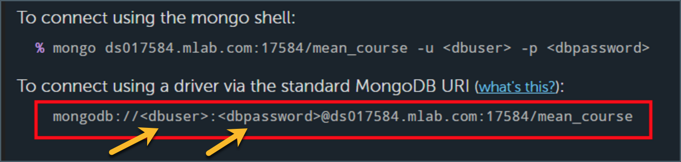 To connect using the mongo shell:
% mongo ds017584.mlab.com:17584/mean_course -u <dbuser> -p <dbpassword>
To connect using a driver via the standard MongoDB URI (what's this?):
mongodb://<dbuser>:<dbpassword>@ds017584.mlab.com:17584/mean_course